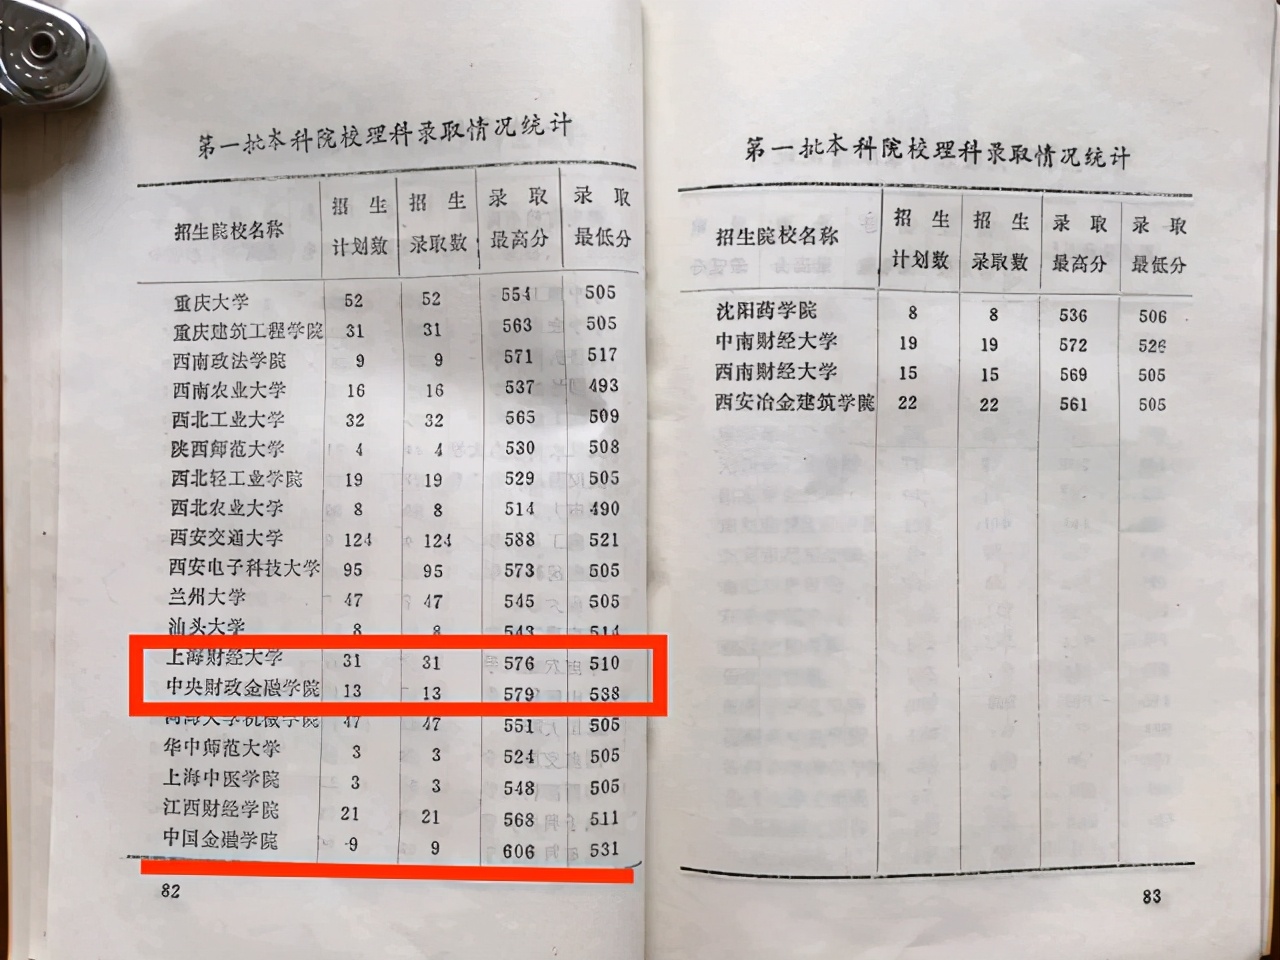 第一批本科院校理科录取情况统计
招生院校名称 招生计划数 招生录取数 录取最高分 录取最低分
重庆大学 52 52 554 505
重庆建筑工程学院 31 31 563 505
西南政法学院 9 9 571 517
西南农业大学 16 16 537 493
西北工业大学 32 32 565 509
陕西师范大学 4 4 530 508
西北轻工业学院 19 19 529 505
西北农业大学 8 8 514 490
西安交通大学 124 124 588 521
西安电子科技大学 95 95 573 505
兰州大学 47 47 545 505
汕头大学 8 8 543 514
上海财经大学 31 31 576 510
中央财政金融学院 13 13 579 538
河海大学机械学院 47 47 551 505
华中师范大学 3 3 524 505
上海中医学院 3 3 548 505
江西财经学院 21 21 568 511
中国金融学院 9 9 606 531
82
第一批本科院校理科录取情况统计
招生院校名称 招生计划数 招生录取数 录取最高分 录取最低分
沈阳药学院 8 8 536 506
中南财经大学 19 19 572 526
西南财经大学 15 15 569 505
西安冶金建筑学院 22 22 561 505
83